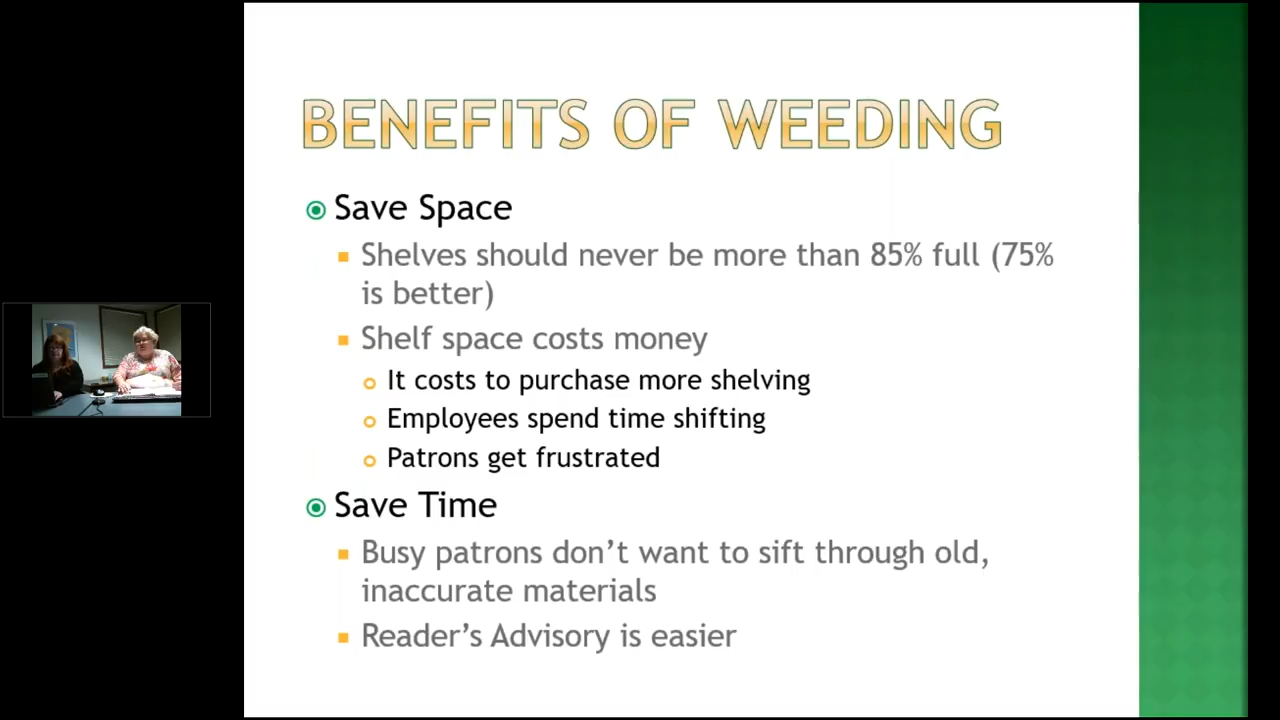 BENEFITS OF WEEDING
Save Space
Shelves should never be more than 85% full (75%
is better)
Shelf space costs money
It costs to purchase more shelving
Employees spend time shifting
Patrons get frustrated
Save Time
Busy patrons don’t want to sift through old,
inaccurate materials
Reader’s Advisory is easier